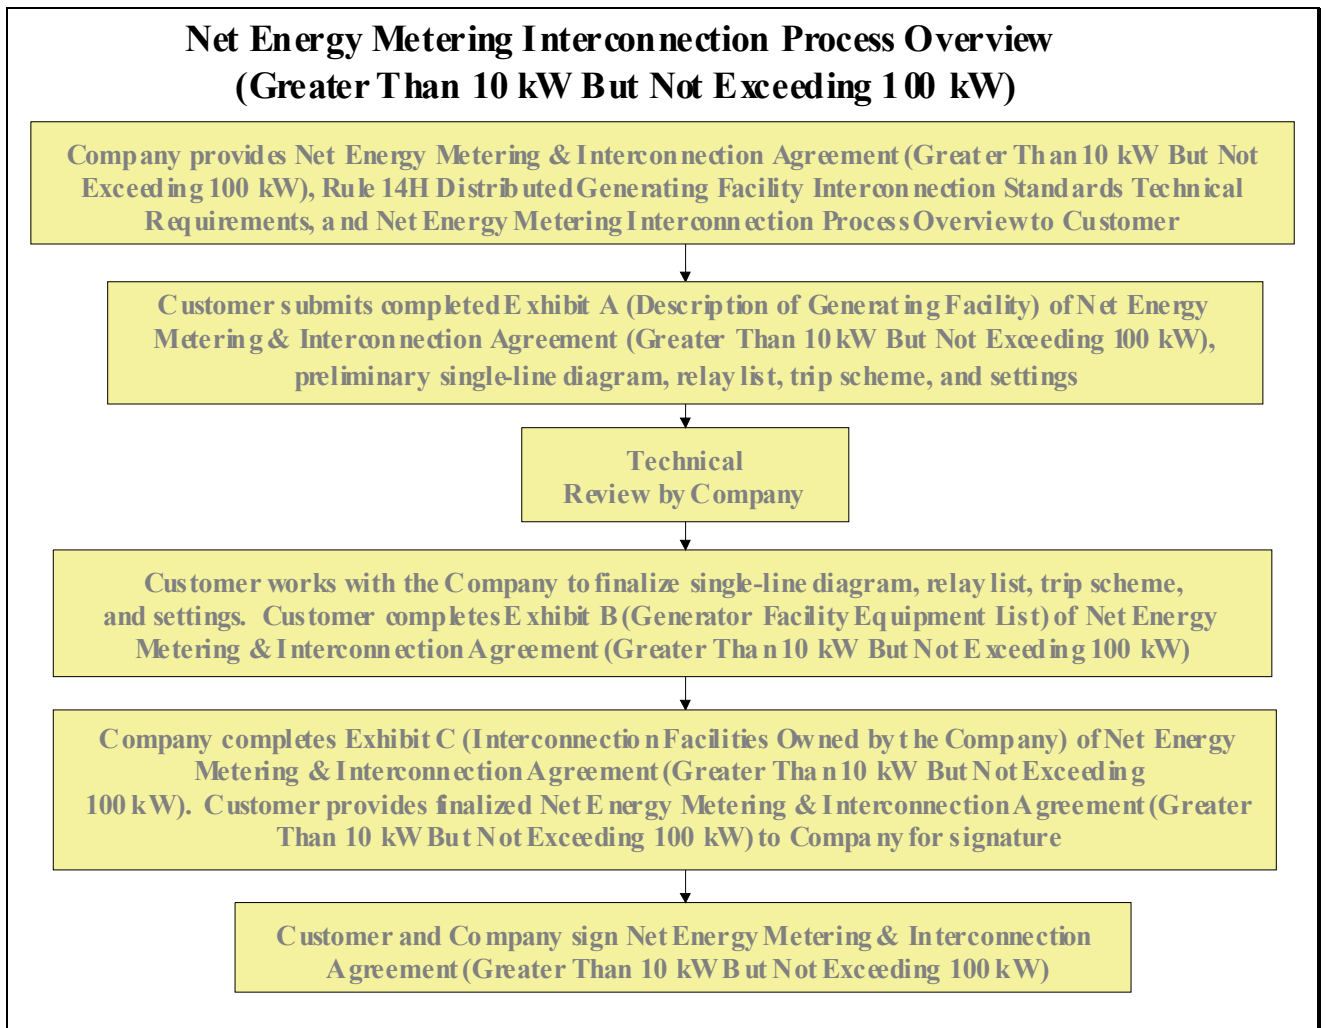 Net Energy Metering Interconnection Process Overview
(Greater Than 10 kW But Not Exceeding 100 kW)
Company provides Net Energy Metering & Interconnection Agreement (Greater Than 10 kW But Not
Exceeding 100 kW), Rule 14H Distributed Generating Facility Interconnection Standards Technical
Requirements, and Net Energy Metering Interconnection Process Overview to Customer
Customer submits completed Exhibit A (Description of Generating Facility) of Net Energy
Metering & Interconnection Agreement (Greater Than 10 kW But Not Exceeding 100 kW),
preliminary single-line diagram, relay list, trip scheme, and settings
Technical
Review by Company
Customer works with the Company to finalize single-line diagram, relay list, trip scheme,
and settings. Customer completes Exhibit B (Generator Facility Equipment List) of Net Energy
Metering & Interconnection Agreement (Greater Than 10 kW But Not Exceeding 100 kW)
Company completes Exhibit C (Interconnection Facilities Owned by the Company) of Net Energy
Metering & Interconnection Agreement (Greater Than 10 kW But Not Exceeding
100 kW). Customer provides finalized Net Energy Metering & Interconnection Agreement (Greater
Than 10 kW But Not Exceeding 100 kW) to Company for signature
Customer and Company sign Net Energy Metering & Interconnection
Agreement (Greater Than 10 kW But Not Exceeding 100 kW)